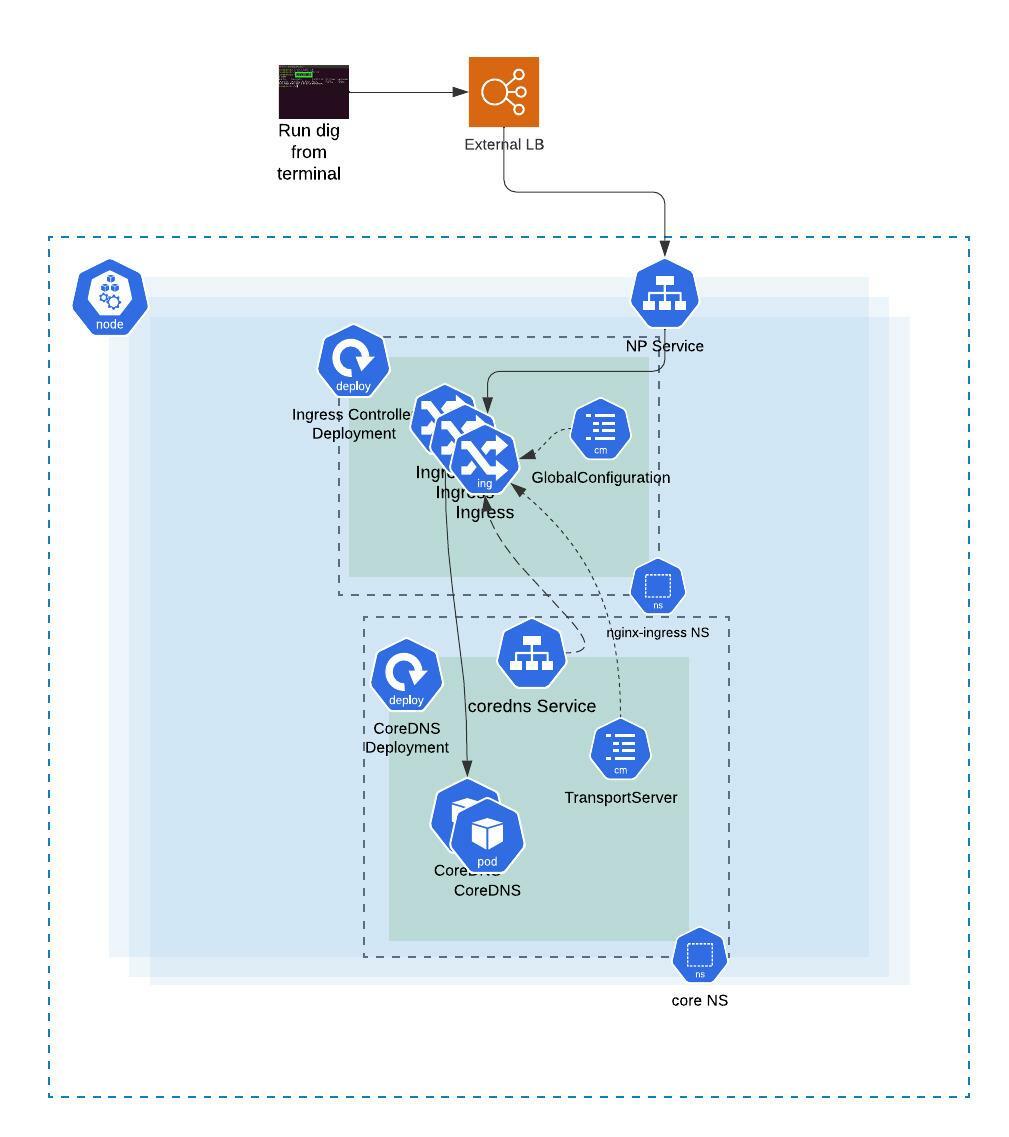 Run dig
from
terminal
External LB
node
NP Service
deploy
Ingress Controlle
Deployment
cm
GlobalConfiguration
ing
Ingre
Ingress
Ingress
ns
nginx-ingress NS
deploy
CoreDNS
Deployment
coredns Service
cm
TransportServer
pod
CoreDNS
CoreDNS
ns
core NS